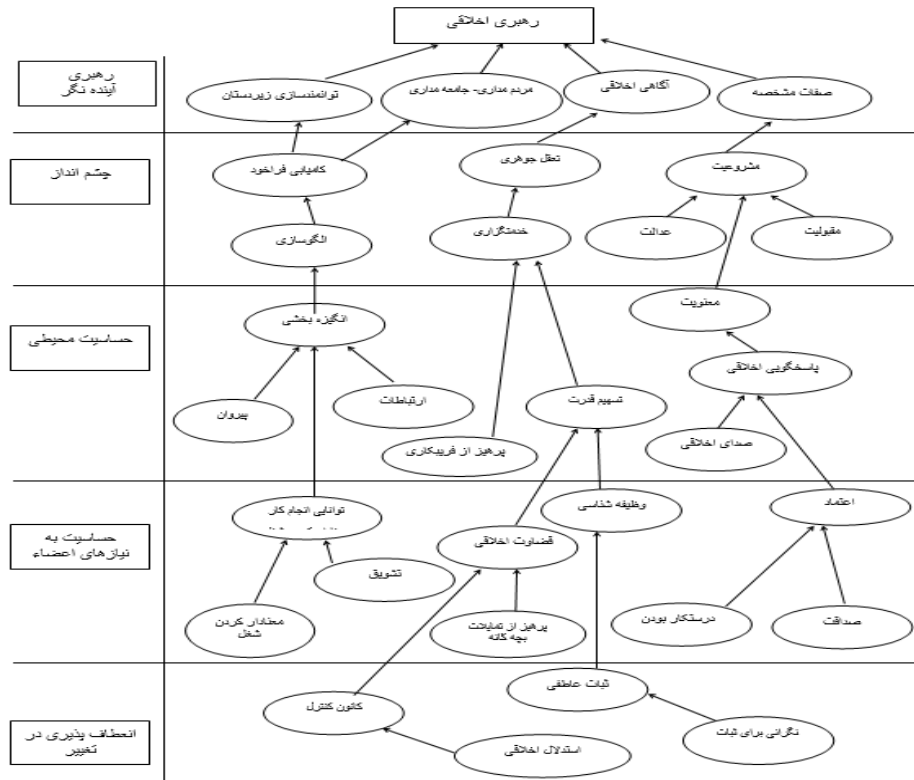 رهبری اخلاقی
رهبری
آینده نگر
صفات مشخصه
آگاهی اخلاقی
مردم مداری- جامعه مداری
توانمندسازی زیردستان
چشم انداز
مشروعیت
تعقل جوهری
کامیابی فراخود
مقبولیت
عدالت
خدمتگزاری
الگوسازی
حساسیت محیطی
معنویت
انگیزه بخشی
پاسخگویی اخلاقی
تسهیم قدرت
ارتباطات
پیروان
صدای اخلاقی
پرهیز از فریبکاری
حساسیت به
نیازهای اعضاء
اعتماد
وظیفه شناسی
توانایی انجام کار
قضاوت اخلاقی
تشویق
صداقت
درستکار بودن
پرهیز از تمایلات
بچه گانه
معنادار کردن
شغل
انعطاف پذیری در
تغییر
ثبات عاطفی
کانون کنترل
نگرانی برای ثبات
استدلال اخلاقی